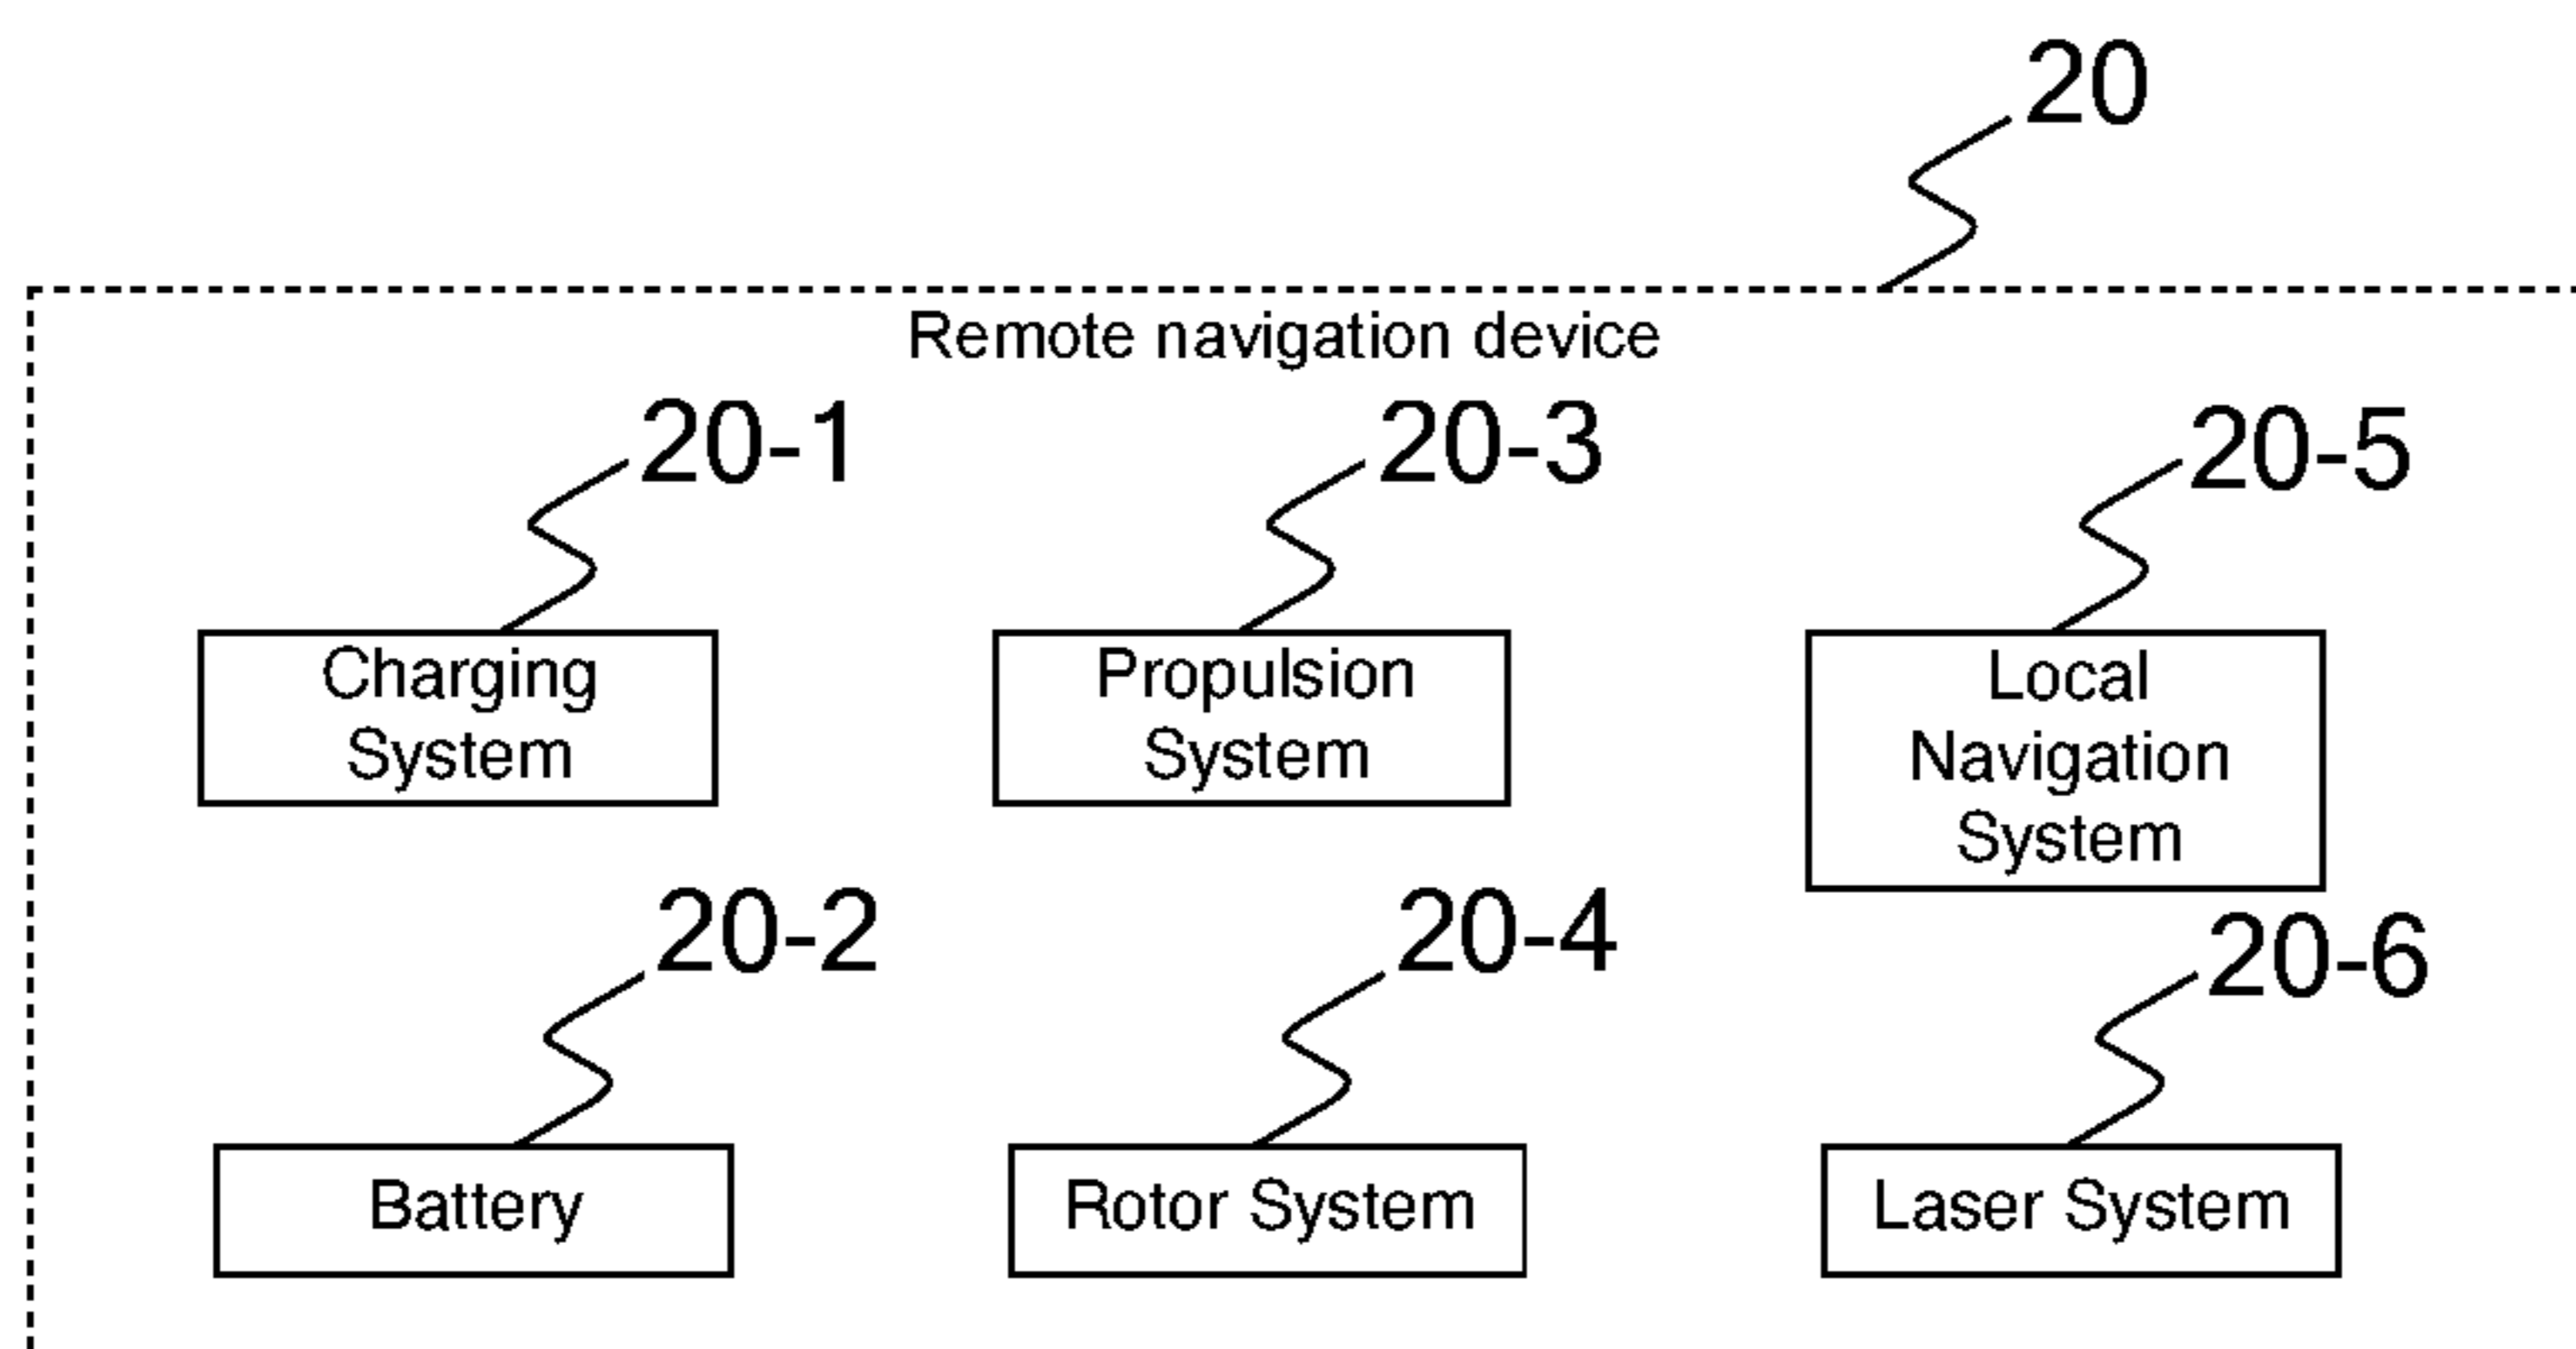 20
Remote navigation device
20-1
20-3
20-5
Charging
System
Propulsion
System
Local
Navigation
System
20-2
20-4
20-6
Battery
Rotor System
Laser System